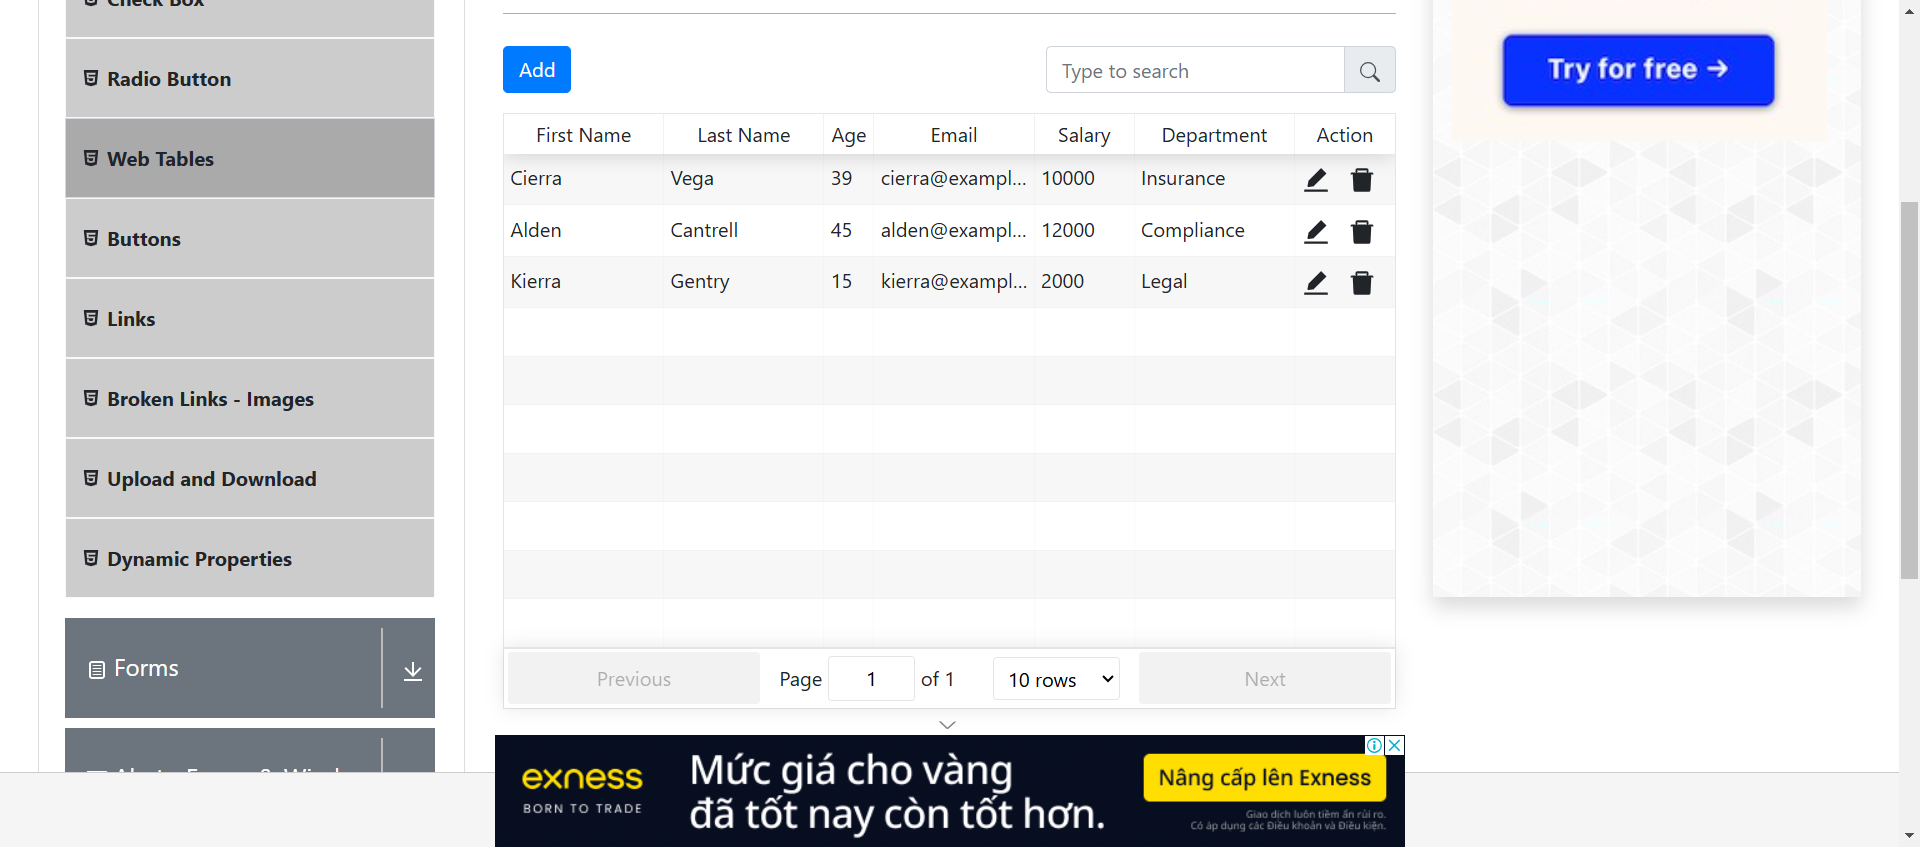 Check Box
Radio Button
Web Tables
Buttons
Links
Broken Links - Images
Upload and Download
Dynamic Properties
Forms
Add
Type to search
First Name Last Name Age Email Salary Department Action
Cierra Vega 39 cierra@exampl... 10000 Insurance
Alden Cantrell 45 alden@exampl... 12000 Compliance
Kierra Gentry 15 kierra@exampl... 2000 Legal
Previous Page 1 of 1 10 rows Next
Try for free →
exness
BORN TO TRADE
Mức giá cho vàng
đã tốt nay còn tốt hơn.
Nâng cấp lên Exness
Giao dịch luôn tiềm ẩn rủi ro.
Có áp dụng các Điều khoản và Điều kiện.